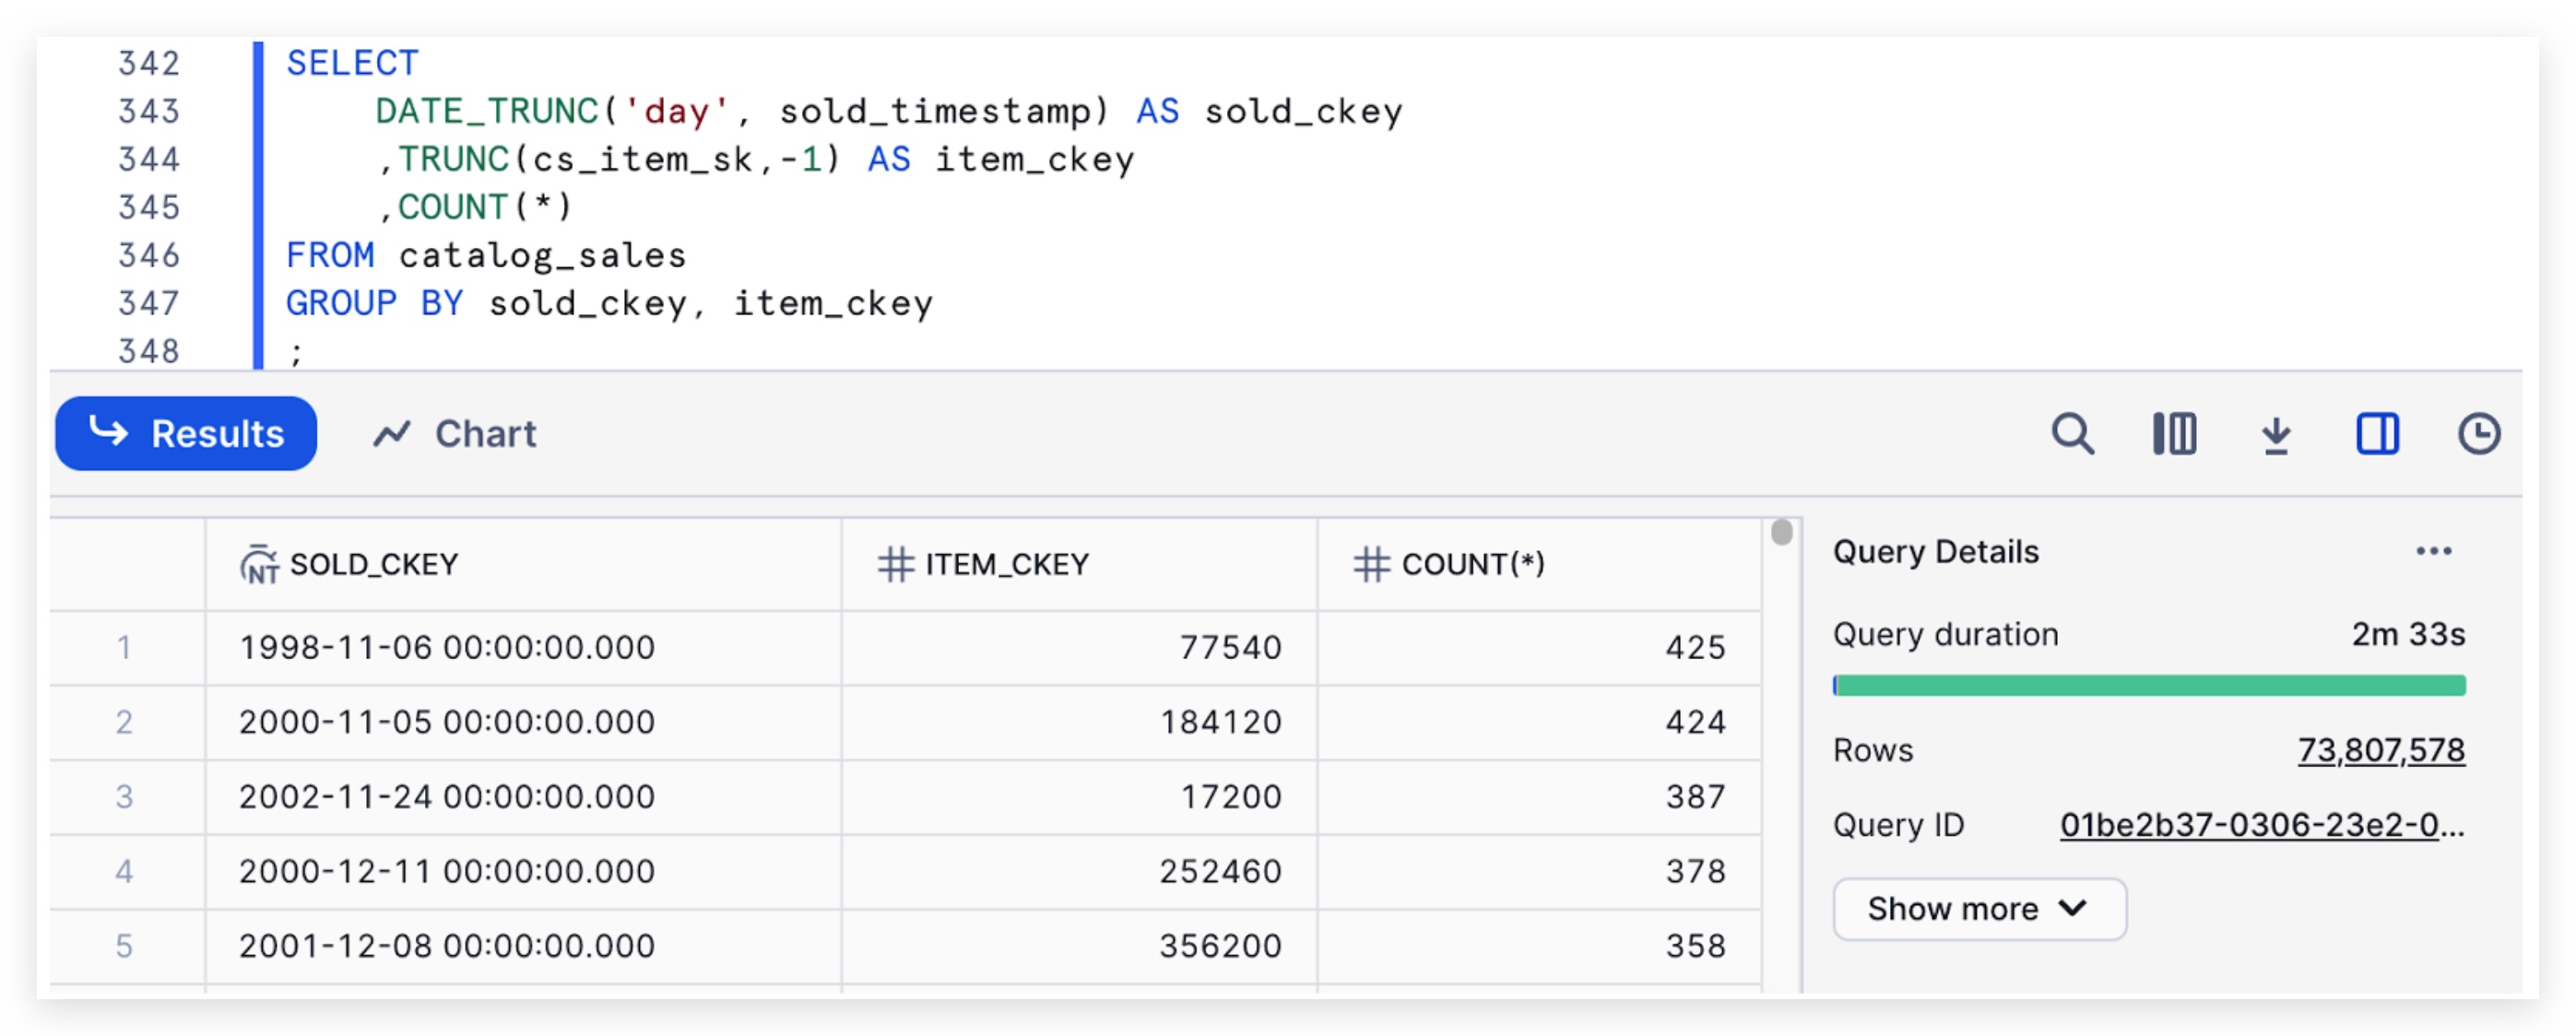 342 SELECT
343 DATE_TRUNC('day', sold_timestamp) AS sold_ckey
344 ,TRUNC(cs_item_sk,-1) AS item_ckey
345 ,COUNT(*)
346 FROM catalog_sales
347 GROUP BY sold_ckey, item_ckey
348 ;
Results Chart
NT SOLD_CKEY ITEM_CKEY COUNT(*)
1 1998-11-06 00:00:00.000 77540 425
2 2000-11-05 00:00:00.000 184120 424
3 2002-11-24 00:00:00.000 17200 387
4 2000-12-11 00:00:00.000 252460 378
5 2001-12-08 00:00:00.000 356200 358
Query Details ...
Query duration 2m 33s
Rows 73,807,578
Query ID 01be2b37-0306-23e2-0...
Show more